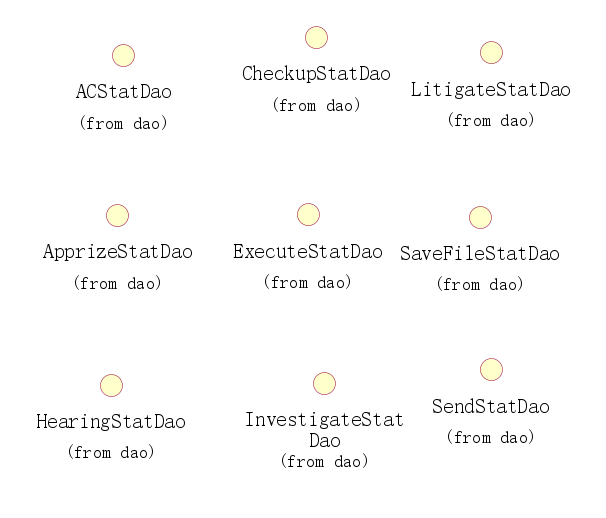 ACStatDao
(from dao)
CheckupStatDao
(from dao)
LitigateStatDao
(from dao)
ApprizeStatDao
(from dao)
ExecuteStatDao
(from dao)
SaveFileStatDao
(from dao)
HearingStatDao
(from dao)
InvestigateStat
Dao
(from dao)
SendStatDao
(from dao)